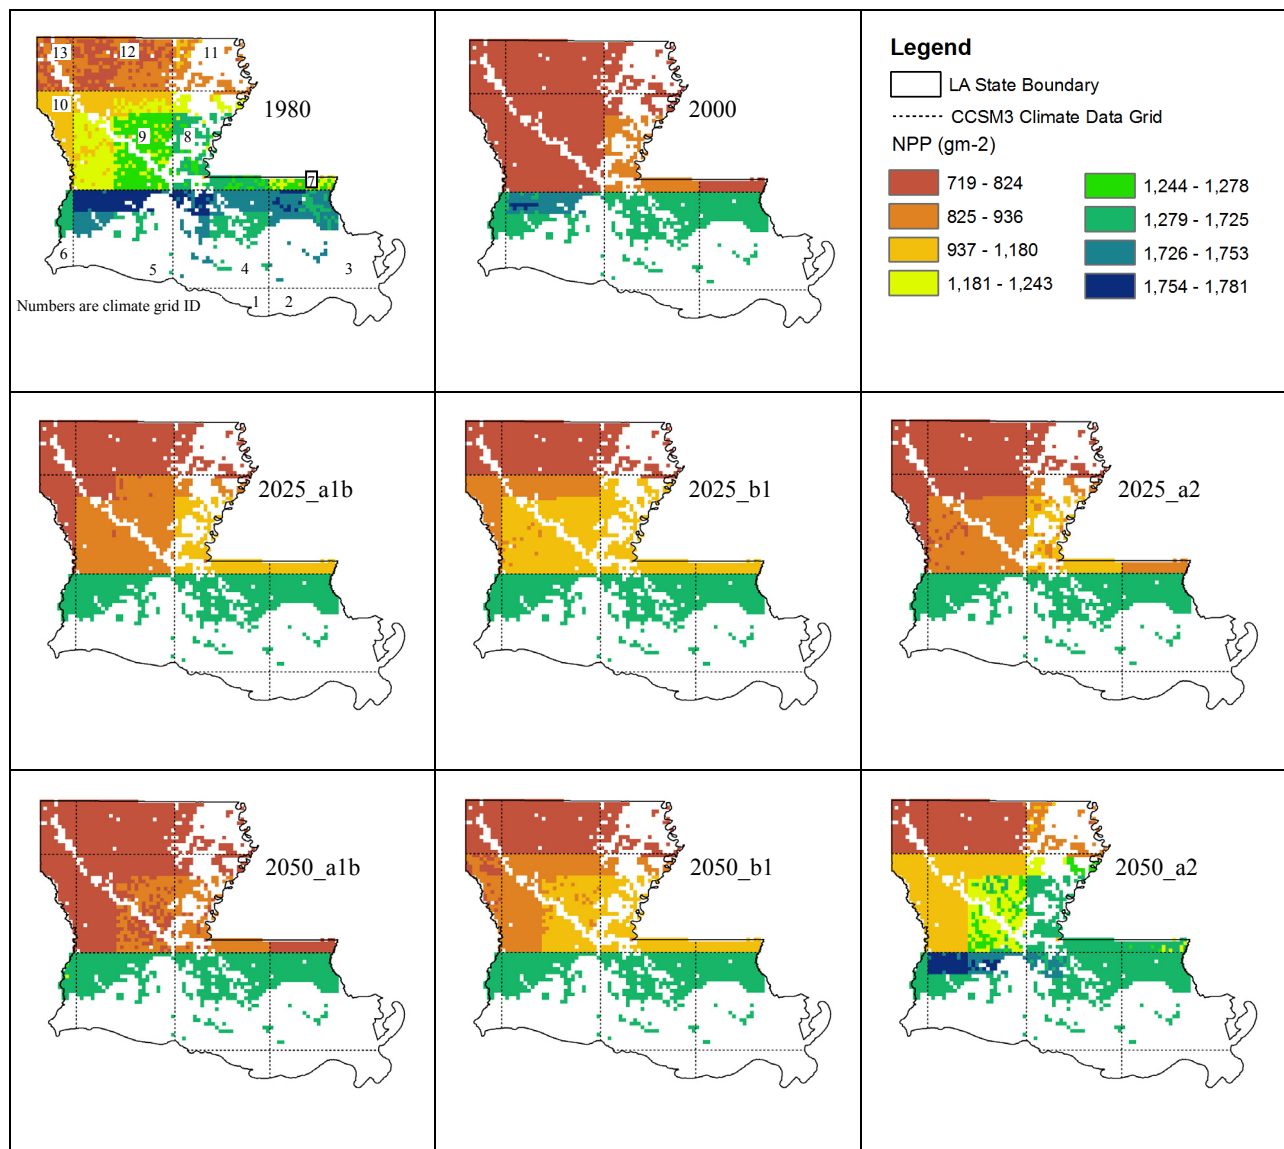 13
12
11
10
1980
9
8
7
6
5
4
3
1
2
Numbers are climate grid ID
2000
Legend
LA State Boundary
CCSM3 Climate Data Grid
NPP (gm-2)
719 - 824
825 - 936
937 - 1,180
1,181 - 1,243
1,244 - 1,278
1,279 - 1,725
1,726 - 1,753
1,754 - 1,781
2025_a1b
2025_b1
2025_a2
2050_a1b
2050_b1
2050_a2